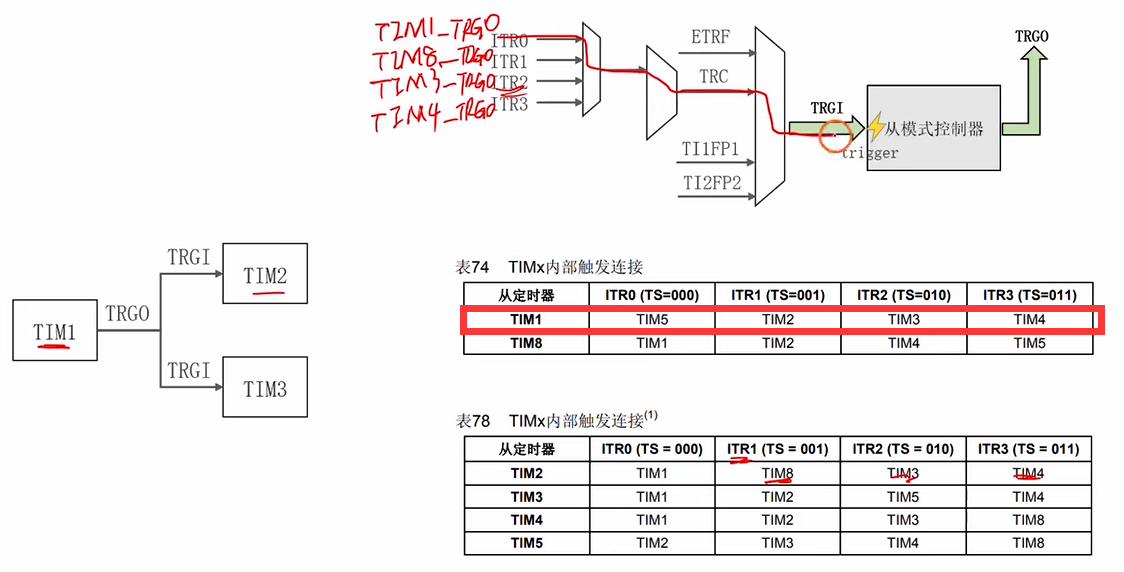 TIM1_TRGO
ITR0
TIM8_TRGO
ITR1
TIM3_TRGO
ITR2
TIM4_TRGO
ITR3
ETRF
TRC
TI1FP1
TI2FP2
TRGI
trigger
从模式控制器
TRGO
TIM1
TRGO
TRGI
TIM2
TRGI
TIM3
表74 TIMx内部触发连接
从定时器 ITR0 (TS=000) ITR1 (TS=001) ITR2 (TS=010) ITR3 (TS=011)
TIM1 TIM5 TIM2 TIM3 TIM4
TIM8 TIM1 TIM2 TIM4 TIM5
表78 TIMx内部触发连接(1)
从定时器 ITR0 (TS = 000) ITR1 (TS = 001) ITR2 (TS = 010) ITR3 (TS = 011)
TIM2 TIM1 TIM8 TIM3 TIM4
TIM3 TIM1 TIM2 TIM5 TIM4
TIM4 TIM1 TIM2 TIM3 TIM8
TIM5 TIM2 TIM3 TIM4 TIM8